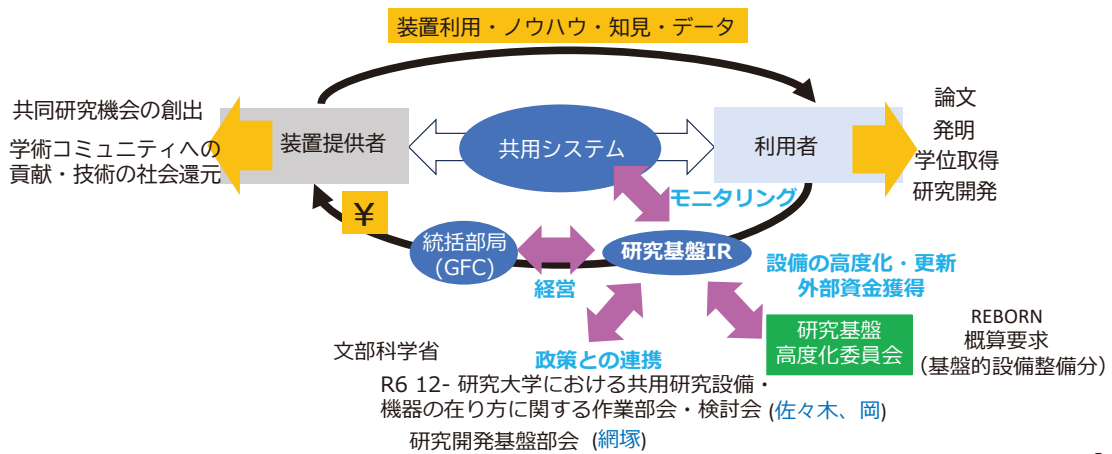 装置利用・ノウハウ・知見・データ
共同研究機会の創出
学術コミュニティへの
貢献・技術の社会還元
装置提供者
共用システム
利用者
論文
発明
学位取得
研究開発
モニタリング
¥
統括部局
(GFC)
研究基盤IR
経営
設備の高度化・更新
外部資金獲得
研究基盤
高度化委員会
REBORN
概算要求
(基盤的設備整備分)
文部科学省
政策との連携
R6 12- 研究大学における共用研究設備・
機器の在り方に関する作業部会・検討会 (佐々木、岡)
研究開発基盤部会 (網塚)